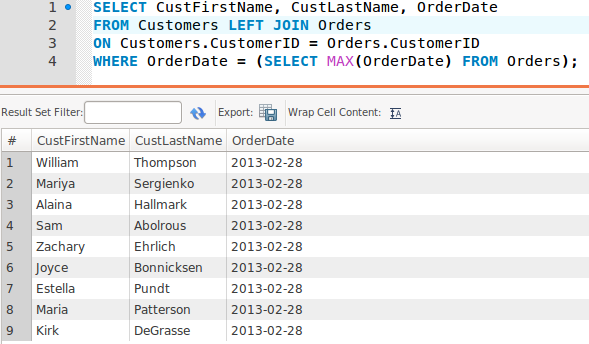 1 SELECT CustFirstName, CustLastName, OrderDate
2 FROM Customers LEFT JOIN Orders
3 ON Customers.CustomerID = Orders.CustomerID
4 WHERE OrderDate = (SELECT MAX(OrderDate) FROM Orders);
Result Set Filter: Export: Wrap Cell Content: IA
# CustFirstName CustLastName OrderDate
1 William Thompson 2013-02-28
2 Mariya Sergienko 2013-02-28
3 Alaina Hallmark 2013-02-28
4 Sam Abolrous 2013-02-28
5 Zachary Ehrlich 2013-02-28
6 Joyce Bonnicksen 2013-02-28
7 Estella Pundt 2013-02-28
8 Maria Patterson 2013-02-28
9 Kirk DeGrasse 2013-02-28